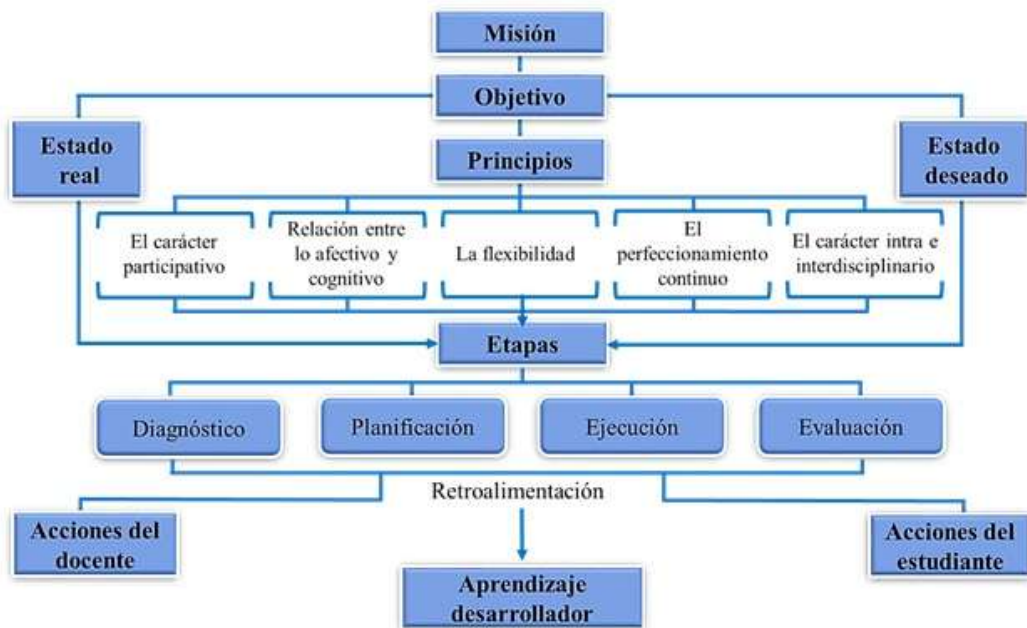 Misión
Objetivo
Estado
real
Principios
Estado
deseado
El carácter
participativo
Relación entre
lo afectivo y
cognitivo
La flexibilidad
El
perfeccionamiento
continuo
El carácter intra e
interdisciplinario
Etapas
Diagnóstico
Planificación
Ejecución
Evaluación
Retroalimentación
Acciones del
docente
Acciones del
estudiante
Aprendizaje
desarrollador